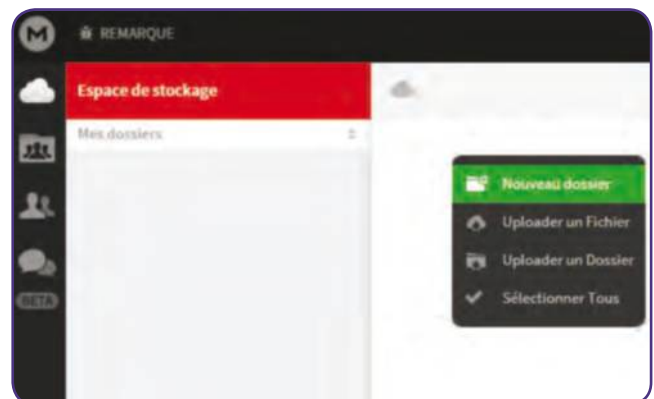 M
REMARQUE
Espace de stockage
Mes dossiers
Nouveau dossier
Uploader un Fichier
Uploader un Dossier
Sélectionner Tous
BETA